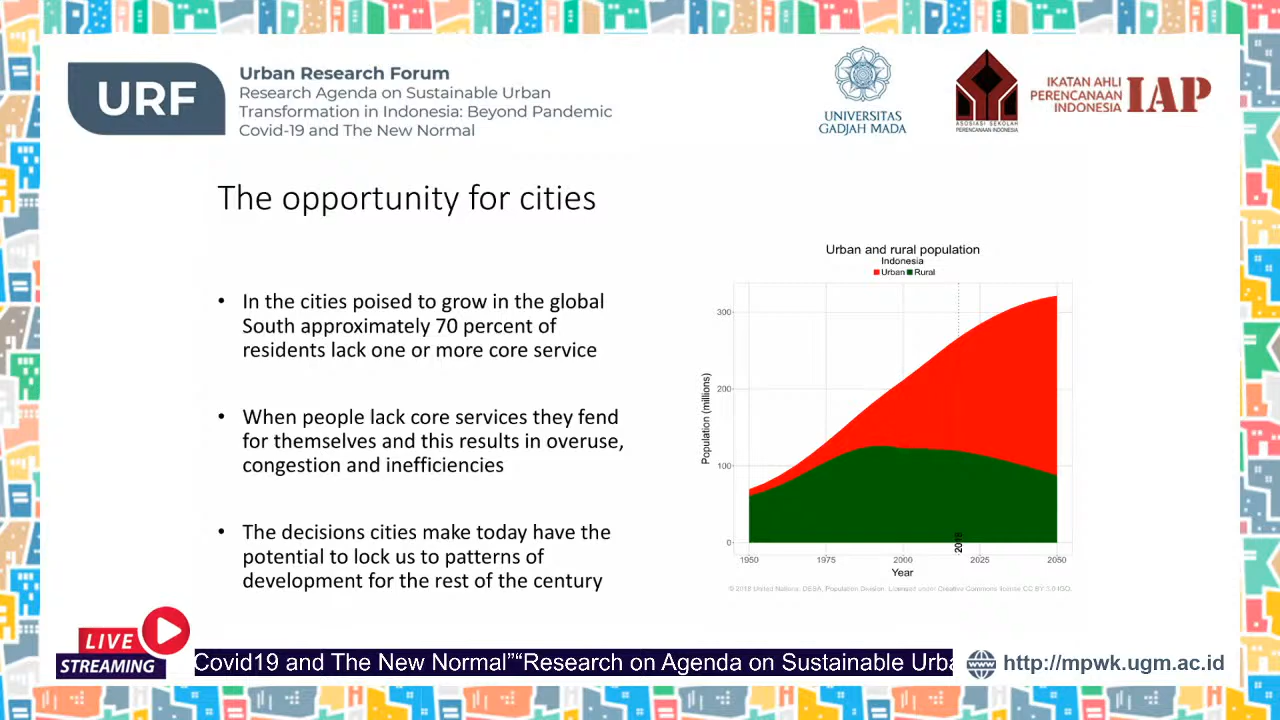 URF
Urban Research Forum
Research Agenda on Sustainable Urban
Transformation in Indonesia: Beyond Pandemic
Covid-19 and The New Normal
UNIVERSITAS
GADJAH MADA
ASOSIASI SEKOLAH
PERENCANAAN INDONESIA
IKATAN AHLI
PERENCANAAN
INDONESIA
IAP
The opportunity for cities
• In the cities poised to grow in the global
South approximately 70 percent of
residents lack one or more core service
• When people lack core services they fend
for themselves and this results in overuse,
congestion and inefficiencies
• The decisions cities make today have the
potential to lock us to patterns of
development for the rest of the century
Urban and rural population
Indonesia
Urban Rural
Population (millions)
300
200
100
0
2018
1950 1975 2000 2025 2050
Year
© 2018 United Nations, DESA, Population Division. Licensed under Creative Commons license CC BY 3.0 IGO.
LIVE
STREAMING
Covid19 and The New Normal”“Research on Agenda on Sustainable Urba
http://mpwk.ugm.ac.id